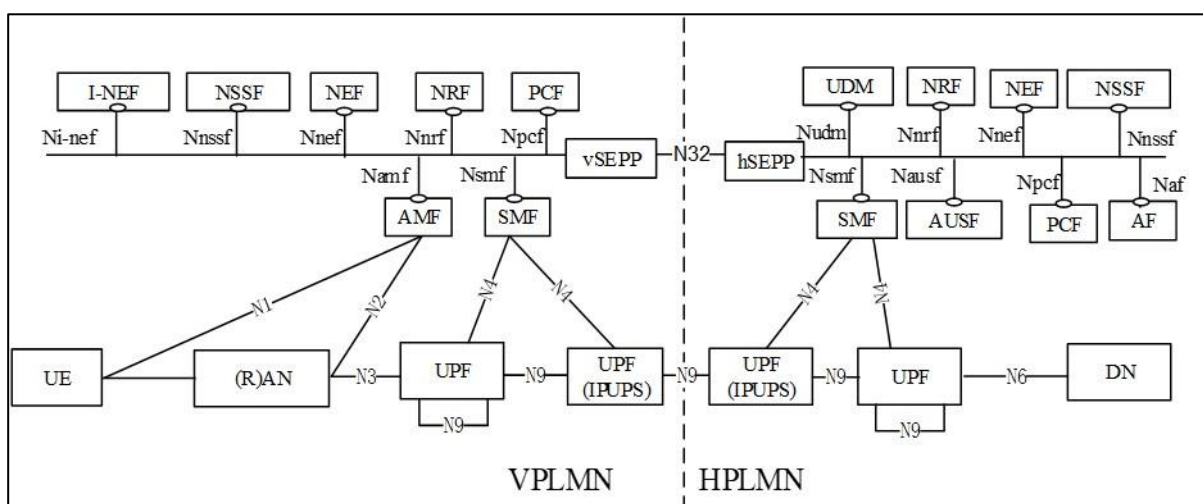 I-NEF NSSF NEF NRF PCF UDM NRF NEF NSSF
Ni-nef Nnssf Nnef Nnrf Npcf Nudm Nnrf Nnef Nnssf
vSEPP N32 hSEPP
Namf Nsmf Nsmf Nausf Npcf Naf
AMF SMF SMF AUSF PCF AF
N1 N2 N4 N4 N4 N4
UE (R)AN N3 UPF N9 UPF N9 UPF N9 UPF N6 DN
(IPUPS) (IPUPS)
N9 N9
VPLMN HPLMN